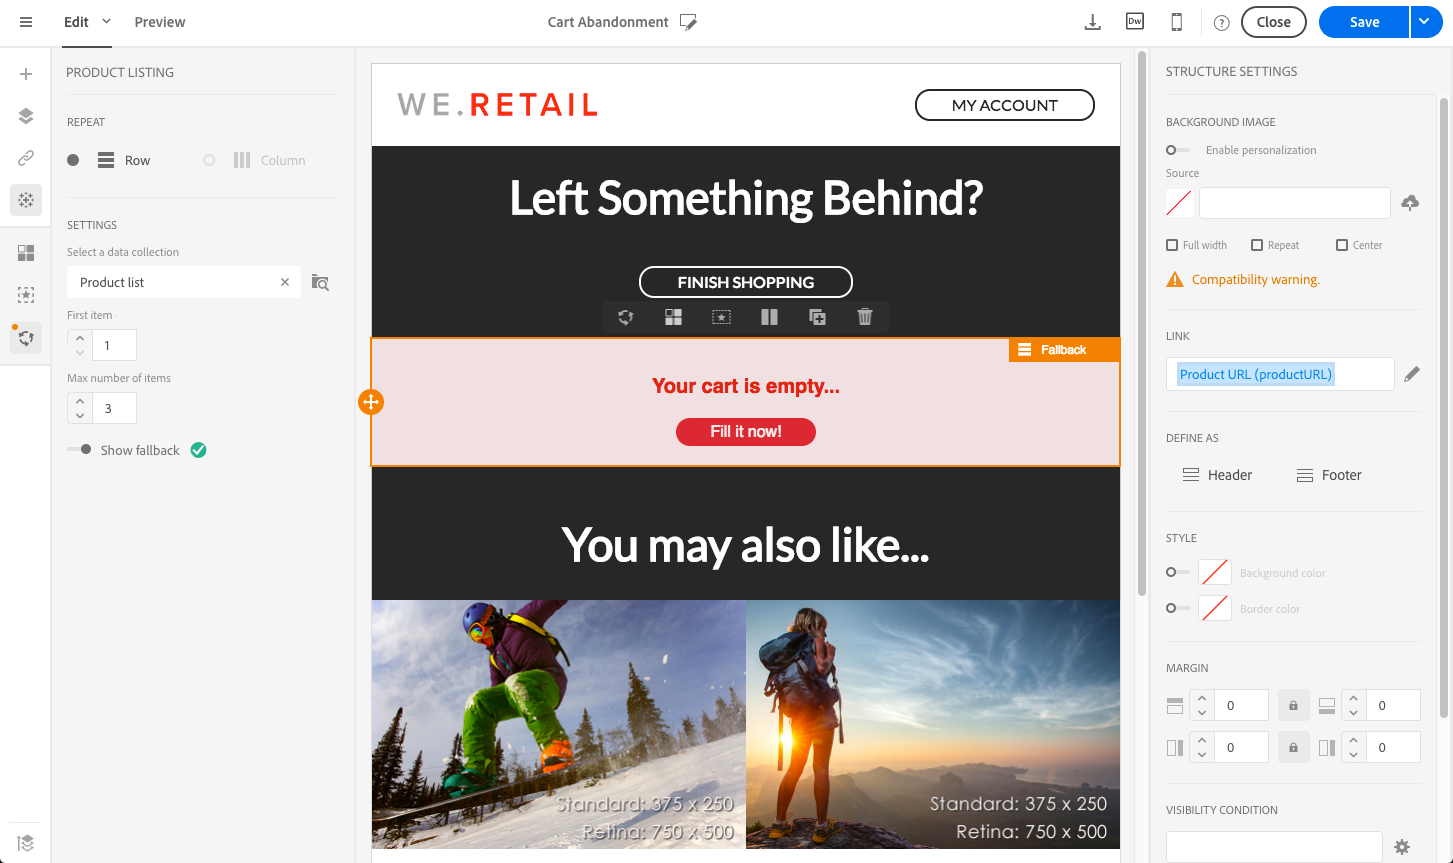 Edit
Preview
Cart Abandonment
Dw
?
Close
Save
PRODUCT LISTING
REPEAT
Row
Column
SETTINGS
Select a data collection
Product list
First item
1
Max number of items
3
Show fallback
WE.RETAIL
MY ACCOUNT
Left Something Behind?
FINISH SHOPPING
Fallback
Your cart is empty...
Fill it now!
You may also like...
Standard: 375 x 250
Retina: 750 x 500
Standard: 375 x 250
Retina: 750 x 500
STRUCTURE SETTINGS
BACKGROUND IMAGE
Enable personalization
Source
Full width
Repeat
Center
Compatibility warning.
LINK
Product URL (productURL)
DEFINE AS
Header
Footer
STYLE
Background color
Border color
MARGIN
0
0
0
0
VISIBILITY CONDITION